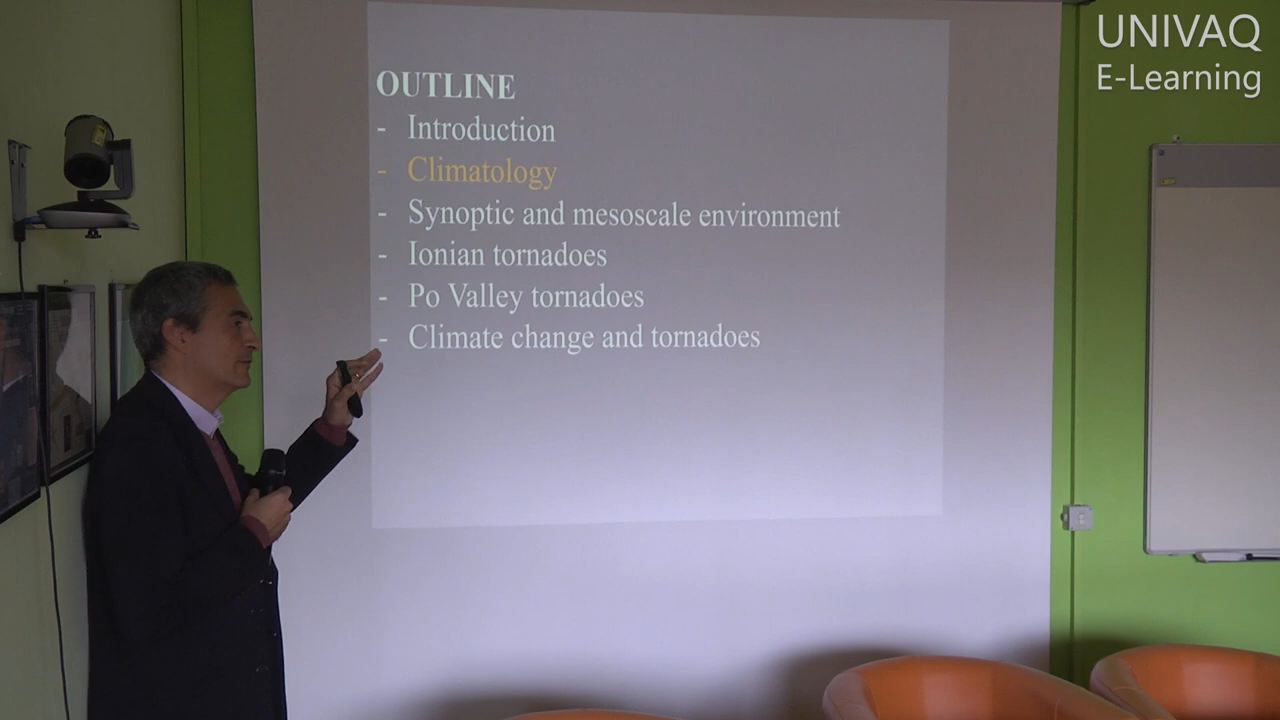 UNIVAQ
E-Learning
OUTLINE
- Introduction
- Climatology
- Synoptic and mesoscale environment
- Ionian tornadoes
- Po Valley tornadoes
- Climate change and tornadoes